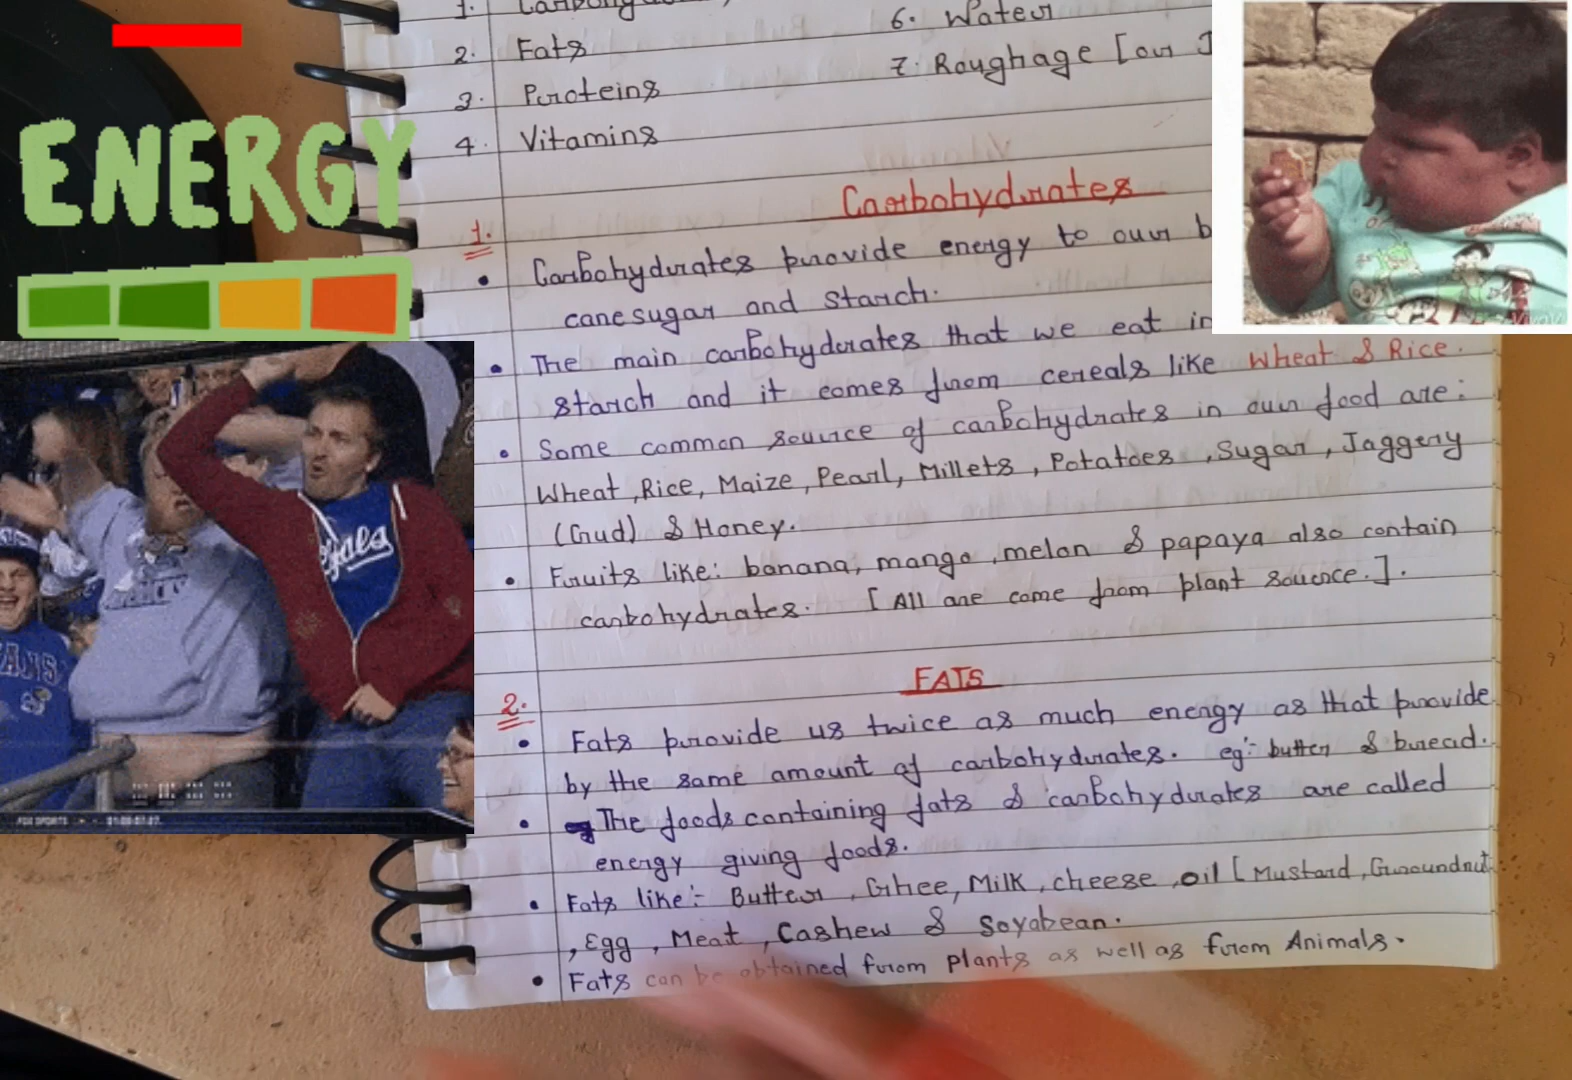 2. Fats
3. Proteins
4. Vitamins
6. Water
7. Roughage [or
ENERGY
Carbohydrates
1.
• Carbohydrates provide energy to our b
canesugar and starch.
• The main carbohydrates that we eat in
starch and it comes from cereals like Wheat & Rice.
• Some common source of carbohydrates in our food are:
Wheat, Rice, Maize, Pearl, Millets, Potatoes, Sugar, Jaggery
(Gud) & Honey.
• Fruits like: banana, mango, melon & papaya also contain
carbohydrates. [All are come from plant source.].
FATS
2.
• Fats provide us twice as much energy as that provide
by the same amount of carbohydrates. eg:- butter & bread.
• The foods containing fats & carbohydrates are called
energy giving foods.
• Fats like:- Butter, Ghee, Milk, cheese, oil [Mustard, Groundnut
, Egg, Meat, Cashew & Soyabean.
• Fats can be obtained from plants as well as from Animals.
FOX SPORTS